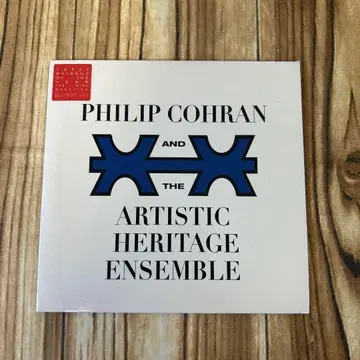 PHILIP COHRAN
AND
THE
ARTISTIC
HERITAGE
ENSEMBLE